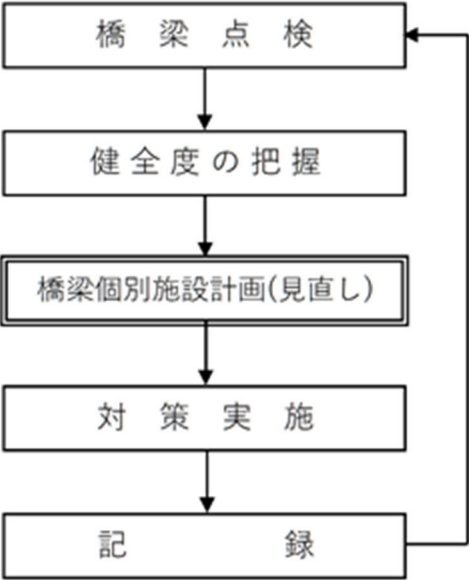 橋梁点検
健全度の把握
橋梁個別施設計画(見直し)
対策実施
記録